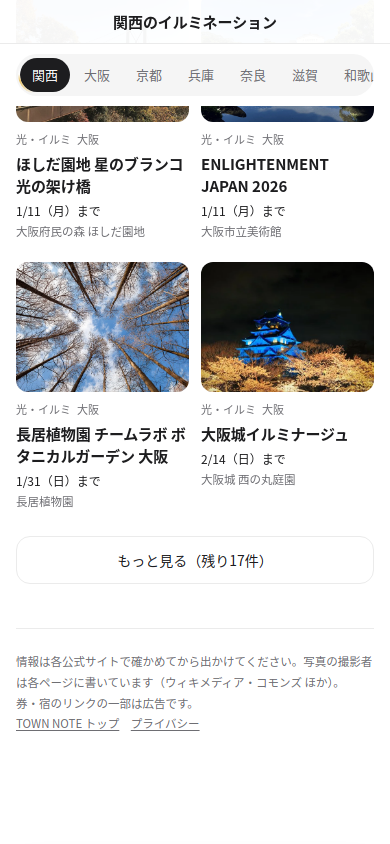 関西のイルミネーション
関西 大阪 京都 兵庫 奈良 滋賀
光・イルミ 大阪
ほしだ園地 星のブランコ
光の架け橋
1/11（月）まで
大阪府民の森 ほしだ園地
光・イルミ 大阪
ENLIGHTENMENT
JAPAN 2026
1/11（月）まで
大阪市立美術館
光・イルミ 大阪
長居植物園 チームラボ ボ
タニカルガーデン 大阪
1/31（日）まで
長居植物園
光・イルミ 大阪
大阪城イルミナージュ
2/14（日）まで
大阪城 西の丸庭園
もっと見る（残り17件）
情報は各公式サイトで確かめてから出かけてください。写真の撮影者
は各ページに書いています（ウィキメディア・コモンズ ほか）。
券・宿のリンクの一部は広告です。
TOWN NOTE トップ プライバシー